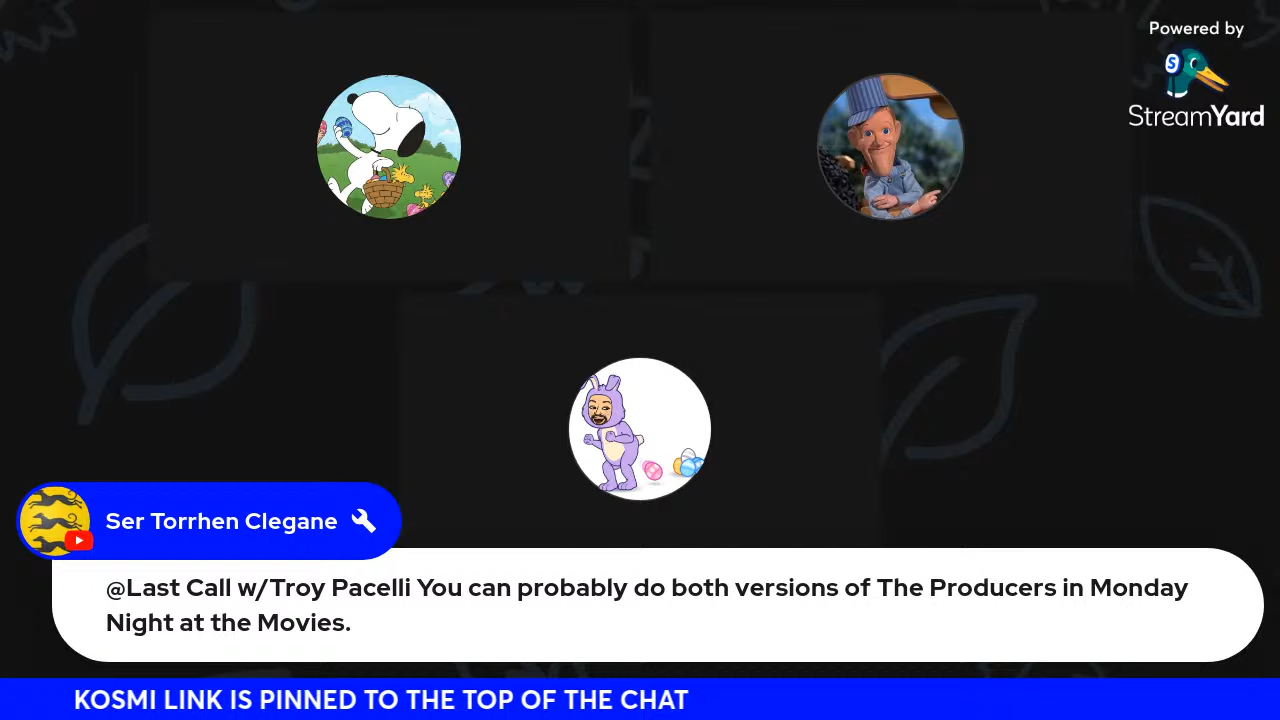 Powered by
StreamYard
Ser Torrhen Clegane
@Last Call w/Troy Pacelli You can probably do both versions of The Producers in Monday
Night at the Movies.
KOSMI LINK IS PINNED TO THE TOP OF THE CHAT